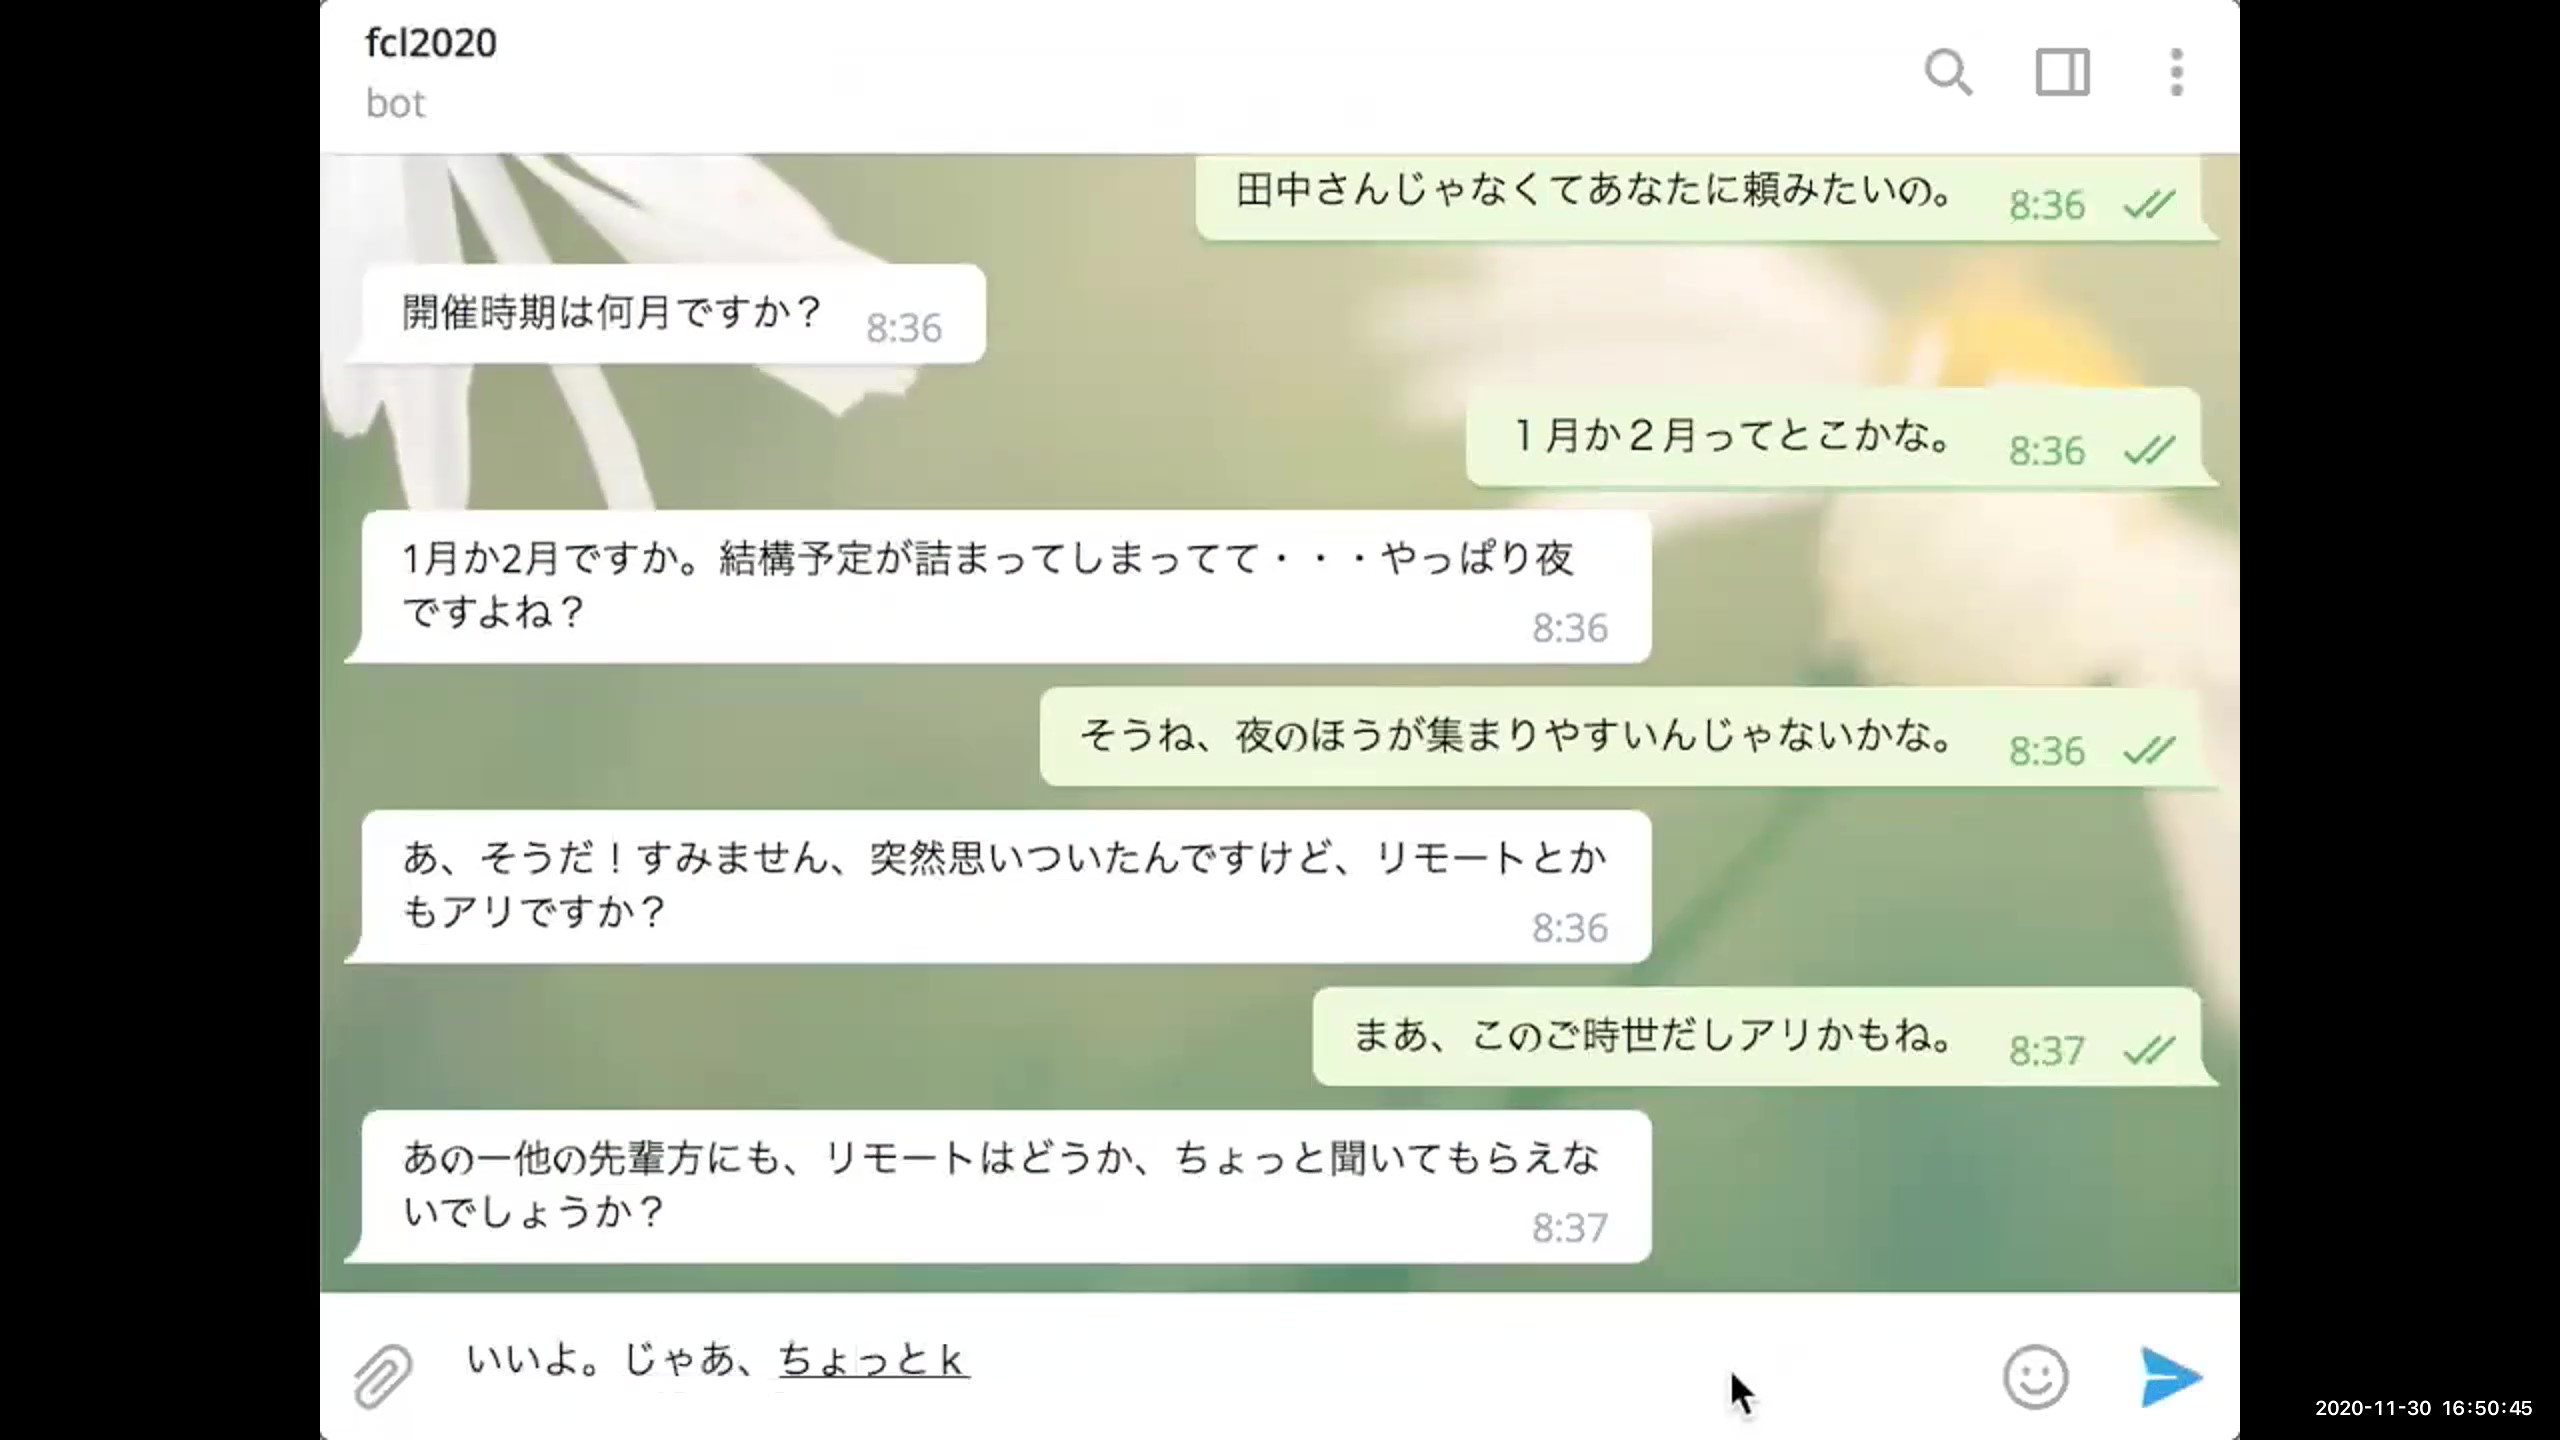 fcl2020
bot
田中さんじゃなくてあなたに頼みたいの。 8:36
開催時期は何月ですか？ 8:36
１月か２月ってとこかな。 8:36
1月か2月ですか。結構予定が詰まってしまってて・・・やっぱり夜
ですよね？ 8:36
そうね、夜のほうが集まりやすいんじゃないかな。 8:36
あ、そうだ！すみません、突然思いついたんですけど、リモートとか
もアリですか？ 8:36
まあ、このご時世だしアリかもね。 8:37
あのー他の先輩方にも、リモートはどうか、ちょっと聞いてもらえな
いでしょうか？ 8:37
いいよ。じゃあ、ちょっとｋ
2020-11-30 16:50:45